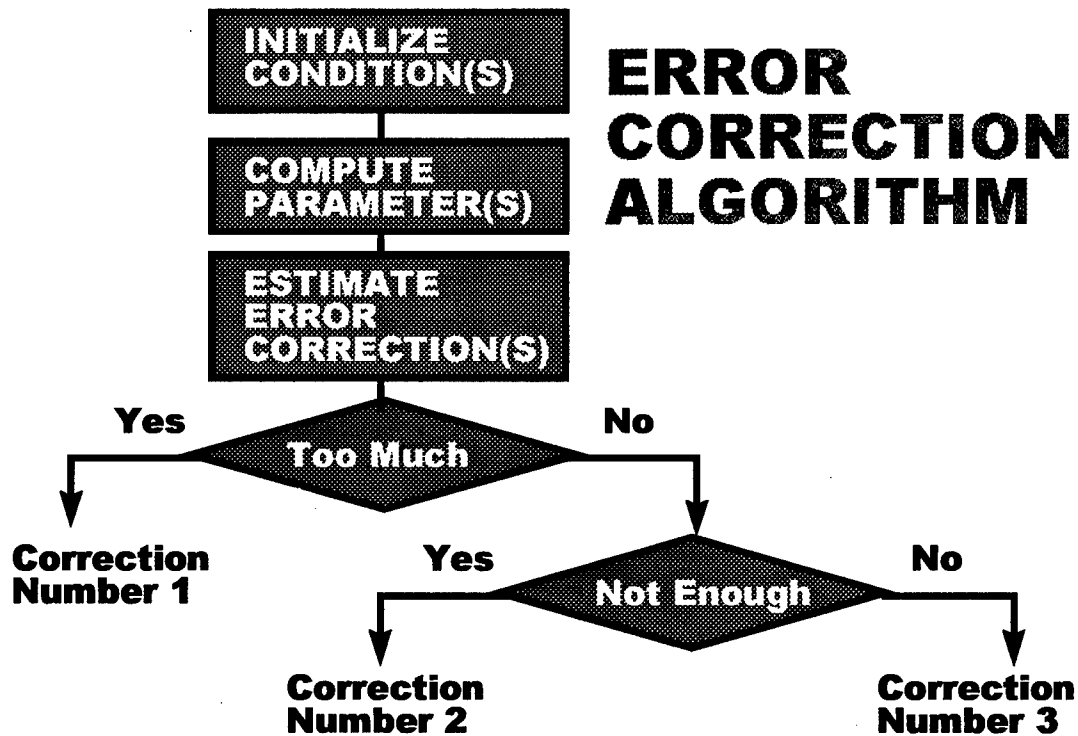 INITIALIZE
CONDITION(S)
ERROR
CORRECTION
ALGORITHM
COMPUTE
PARAMETER(S)
ESTIMATE
ERROR
CORRECTION(S)
Yes
No
Too Much
Correction
Number 1
Yes
No
Not Enough
Correction
Number 2
Correction
Number 3